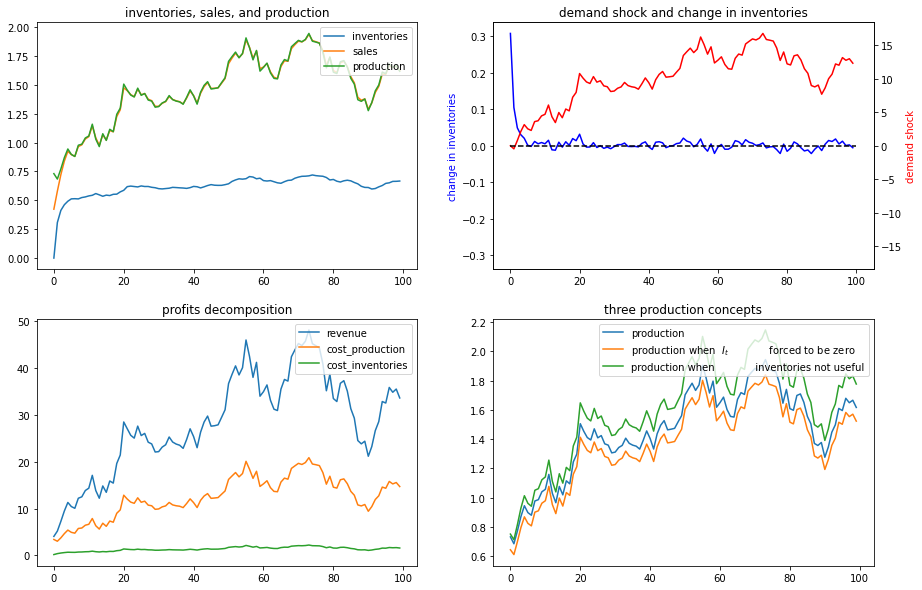 inventories, sales, and production
2.00
1.75
1.50
1.25
1.00
0.75
0.50
0.25
0.00
0 20 40 60 80 100
inventories
sales
production
demand shock and change in inventories
change in inventories
0.3
0.2
0.1
0.0
−0.1
−0.2
−0.3
0 20 40 60 80 100
15
10
5
0
−5
−10
−15
demand shock
profits decomposition
50
40
30
20
10
0
0 20 40 60 80 100
revenue
cost_production
cost_inventories
three production concepts
2.2
2.0
1.8
1.6
1.4
1.2
1.0
0.8
0.6
0 20 40 60 80 100
production
production when I_t forced to be zero
production when inventories not useful